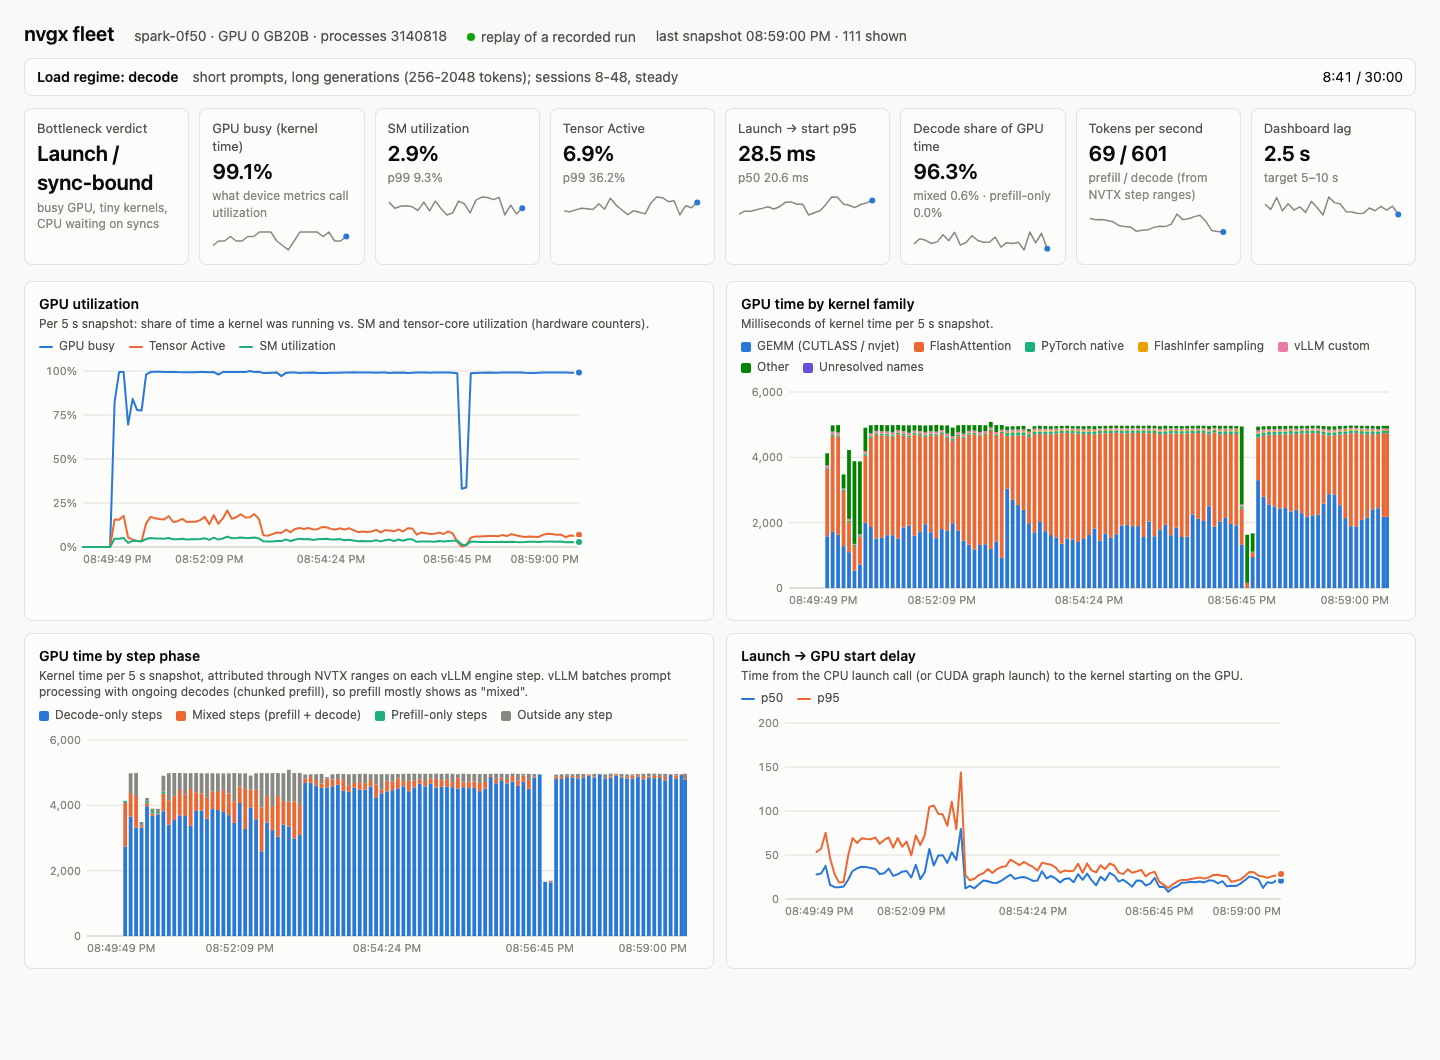 nvgx fleet   spark-0f50 · GPU 0 GB20B · processes 3140818   replay of a recorded run   last snapshot 08:59:00 PM · 111 shown
Load regime: decode   short prompts, long generations (256-2048 tokens); sessions 8-48, steady   8:41 / 30:00
Bottleneck verdict
Launch /
sync-bound
busy GPU, tiny kernels,
CPU waiting on syncs
GPU busy (kernel
time)
99.1%
what device metrics call
utilization
SM utilization
2.9%
p99 9.3%
Tensor Active
6.9%
p99 36.2%
Launch → start p95
28.5 ms
p50 20.6 ms
Decode share of GPU
time
96.3%
mixed 0.6% · prefill-only
0.0%
Tokens per second
69 / 601
prefill / decode (from
NVTX step ranges)
Dashboard lag
2.5 s
target 5–10 s
GPU utilization
Per 5 s snapshot: share of time a kernel was running vs. SM and tensor-core utilization (hardware counters).
GPU busy   Tensor Active   SM utilization
100%
75%
50%
25%
0%
08:49:49 PM   08:52:09 PM   08:54:24 PM   08:56:45 PM   08:59:00 PM
GPU time by kernel family
Milliseconds of kernel time per 5 s snapshot.
GEMM (CUTLASS / nvjet)   FlashAttention   PyTorch native   FlashInfer sampling   vLLM custom
Other   Unresolved names
6,000
4,000
2,000
0
08:49:49 PM   08:52:09 PM   08:54:24 PM   08:56:45 PM   08:59:00 PM
GPU time by step phase
Kernel time per 5 s snapshot, attributed through NVTX ranges on each vLLM engine step. vLLM batches prompt
processing with ongoing decodes (chunked prefill), so prefill mostly shows as "mixed".
Decode-only steps   Mixed steps (prefill + decode)   Prefill-only steps   Outside any step
6,000
4,000
2,000
0
08:49:49 PM   08:52:09 PM   08:54:24 PM   08:56:45 PM   08:59:00 PM
Launch → GPU start delay
Time from the CPU launch call (or CUDA graph launch) to the kernel starting on the GPU.
p50   p95
200
150
100
50
0
08:49:49 PM   08:52:09 PM   08:54:24 PM   08:56:45 PM   08:59:00 PM